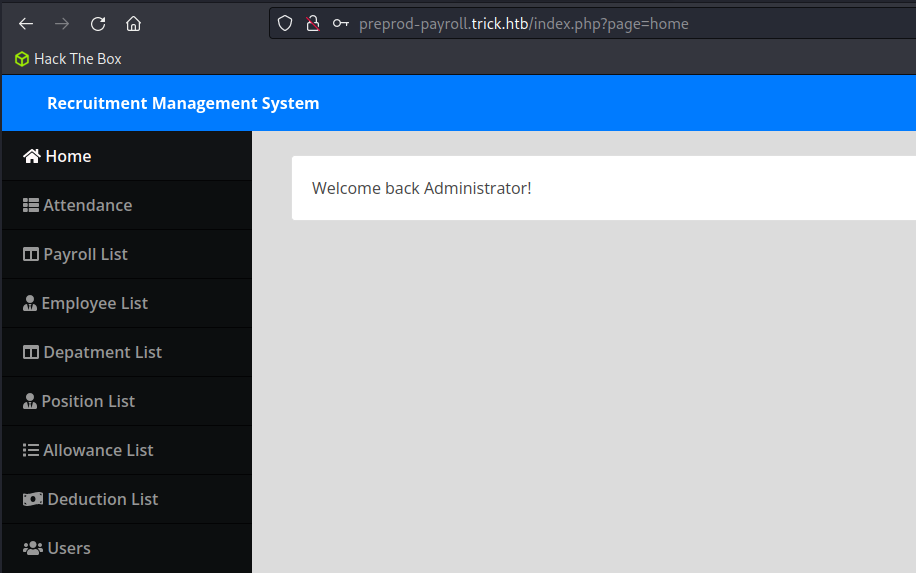 preprod-payroll.trick.htb/index.php?page=home
Hack The Box
Recruitment Management System
Home
Welcome back Administrator!
Attendance
Payroll List
Employee List
Depatment List
Position List
Allowance List
Deduction List
Users